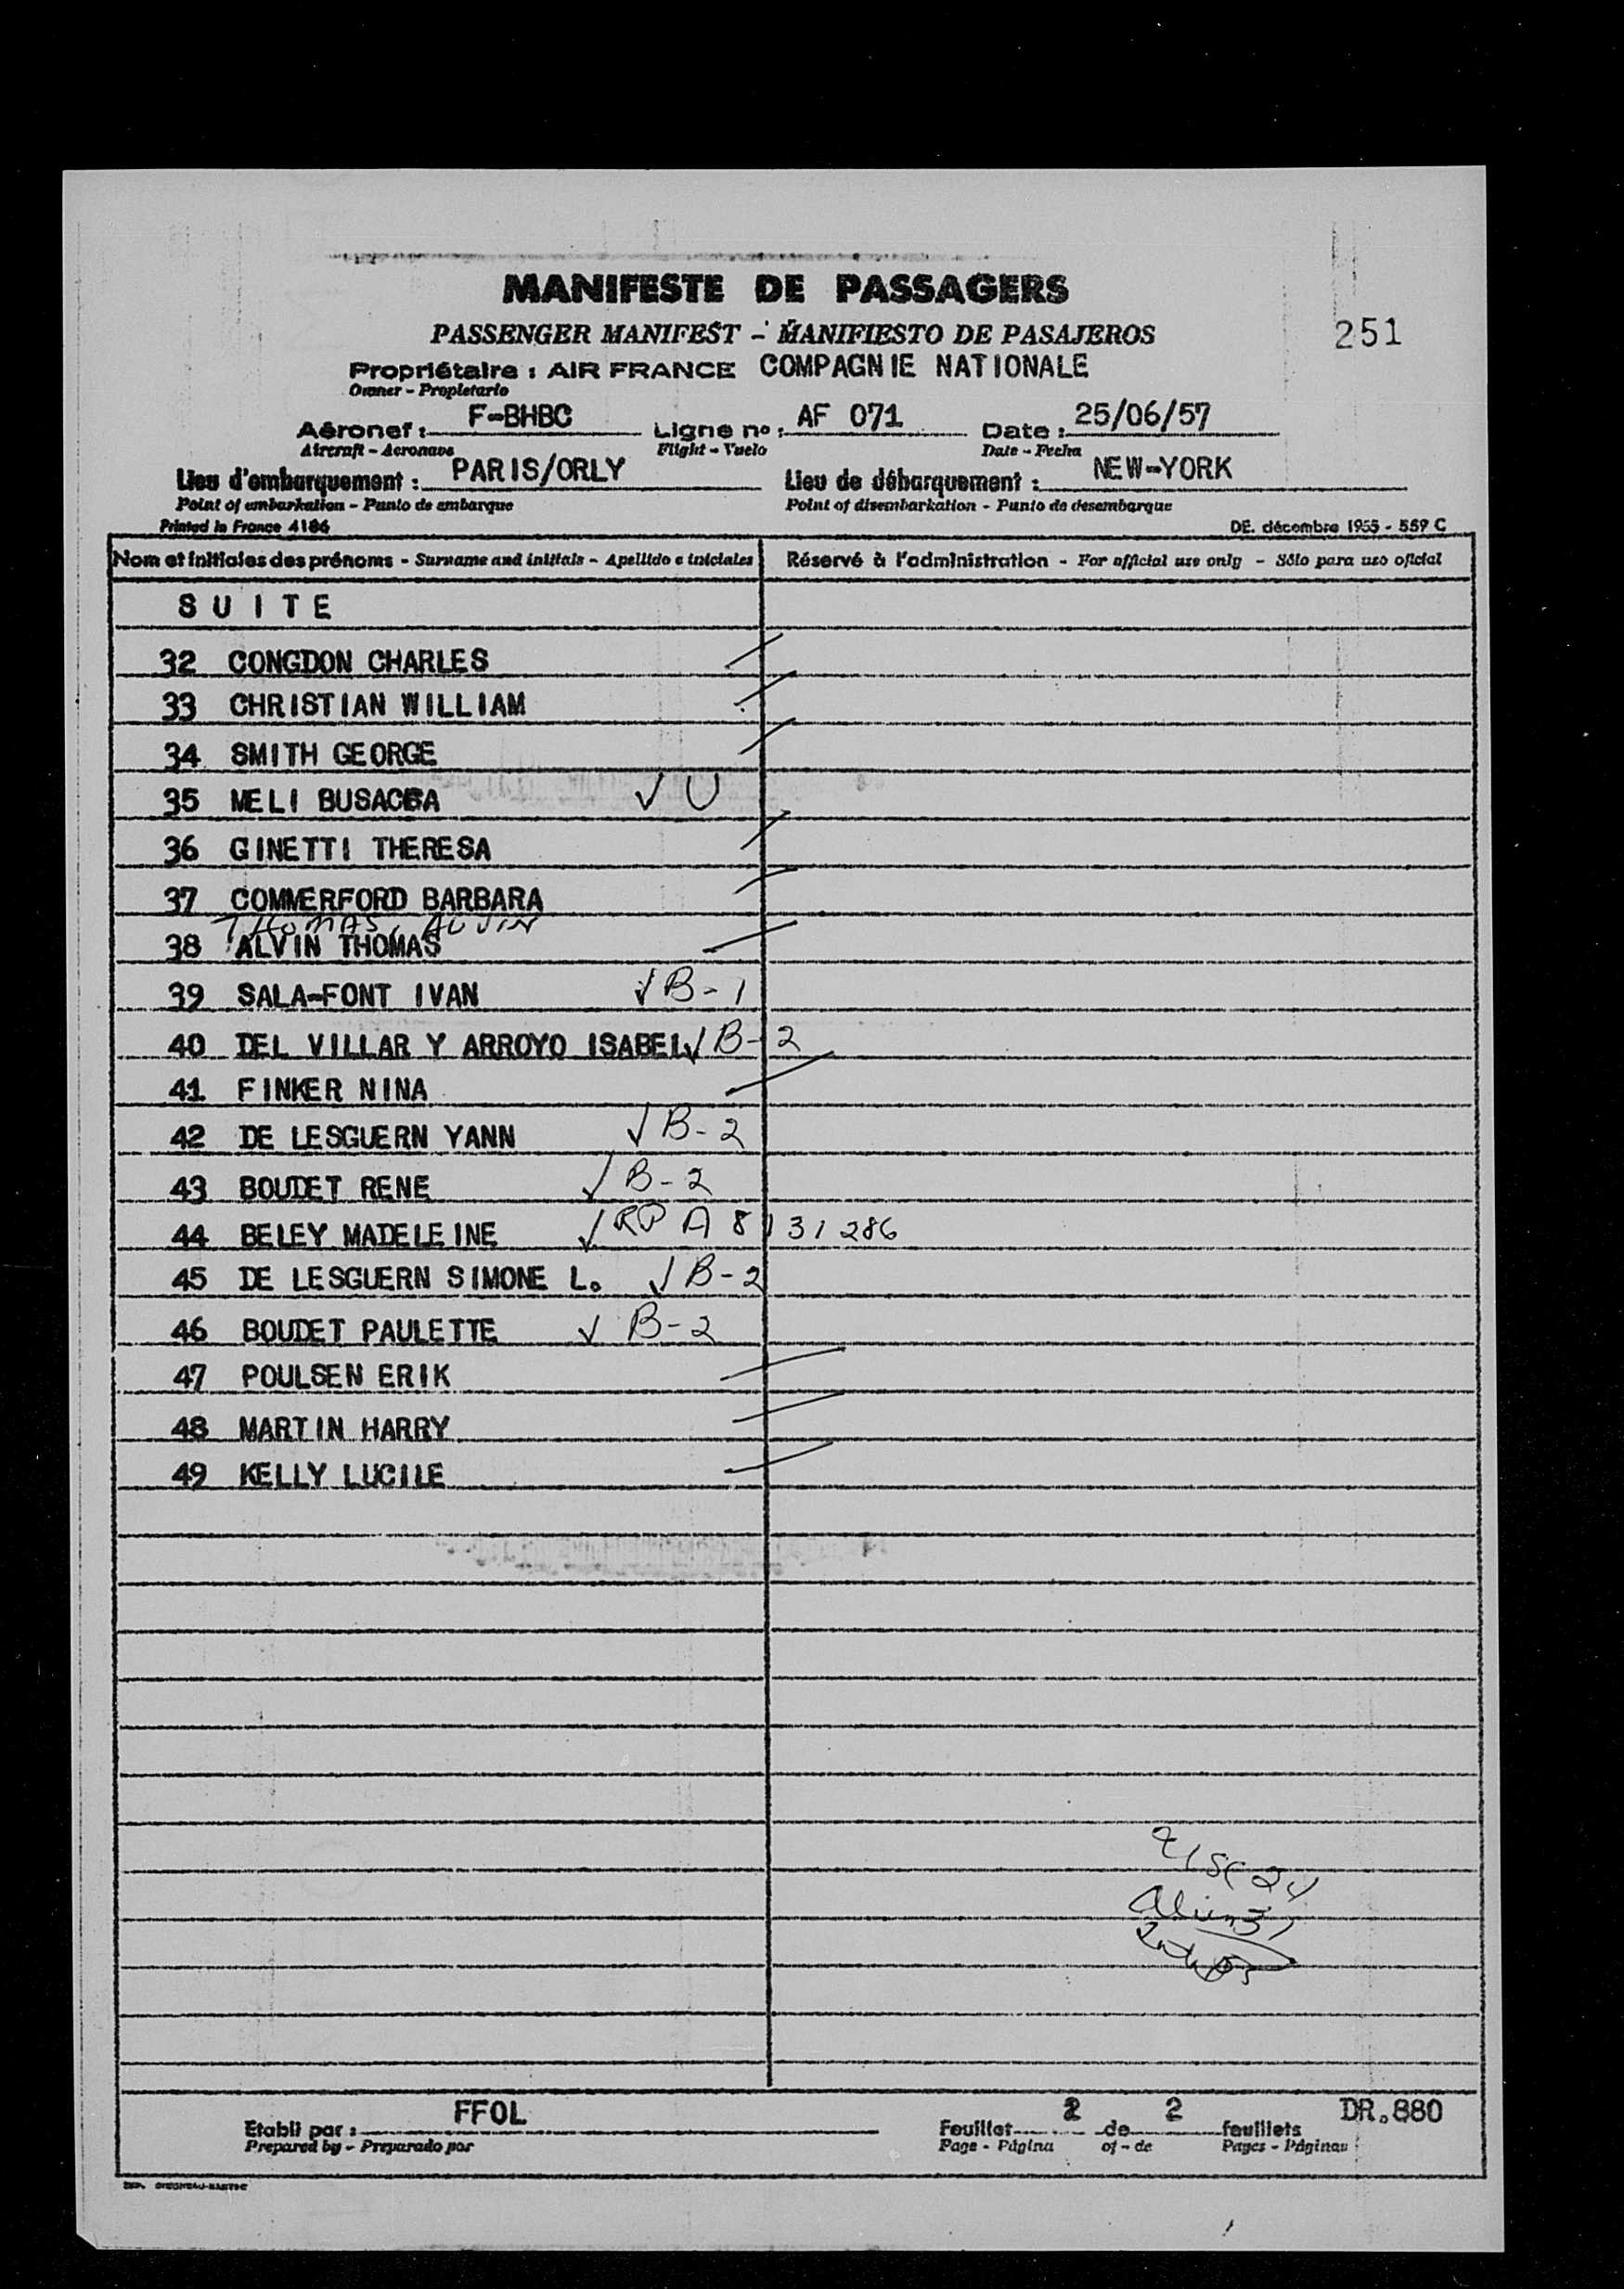 MANIFESTE DE PASSAGERS
PASSENGER MANIFEST - MANIFIESTO DE PASAJEROS
251
Propriétaire : AIR FRANCE COMPAGNIE NATIONALE
Owner - Propietario
Aéronef : F-BHBC Ligne no : AF 071 Date : 25/06/57
Aircraft - Aeronave Flight - Vuelo Date - Fecha
Lieu d'embarquement : PARIS/ORLY Lieu de débarquement : NEW-YORK
Point of embarkation - Punto de embarque Point of disembarkation - Punto de desembarque
Printed in France 4186 DE. décembre 1955 - 559 C
Nom et initiales des prénoms - Surname and initials - Apellido e iniciales Réservé à l'administration - For official use only - Sólo para uso oficial
SUITE
32 CONGDON CHARLES
33 CHRISTIAN WILLIAM
34 SMITH GEORGE
35 MELI BUSACCA √ U
36 GINETTI THERESA
37 COMMERFORD BARBARA
THOMAS, ALVIN
38 ALVIN THOMAS
39 SALA-FONT IVAN √ B-1
40 DEL VILLAR Y ARROYO ISABEL √ B-2
41 FINKER NINA
42 DE LESGUERN YANN √ B-2
43 BOUDET RENE √ B-2
44 BELEY MADELEINE √ RP A 8131286
45 DE LESGUERN SIMONE L. √ B-2
46 BOUDET PAULETTE √ B-2
47 POULSEN ERIK
48 MARTIN HARRY
49 KELLY LUCILE
Alien 31
Etabli par : FFOL Feuillet 2 de 2 feuillets DR.880
Prepared by - Preparado por Page - Página of - de Pages - Páginas